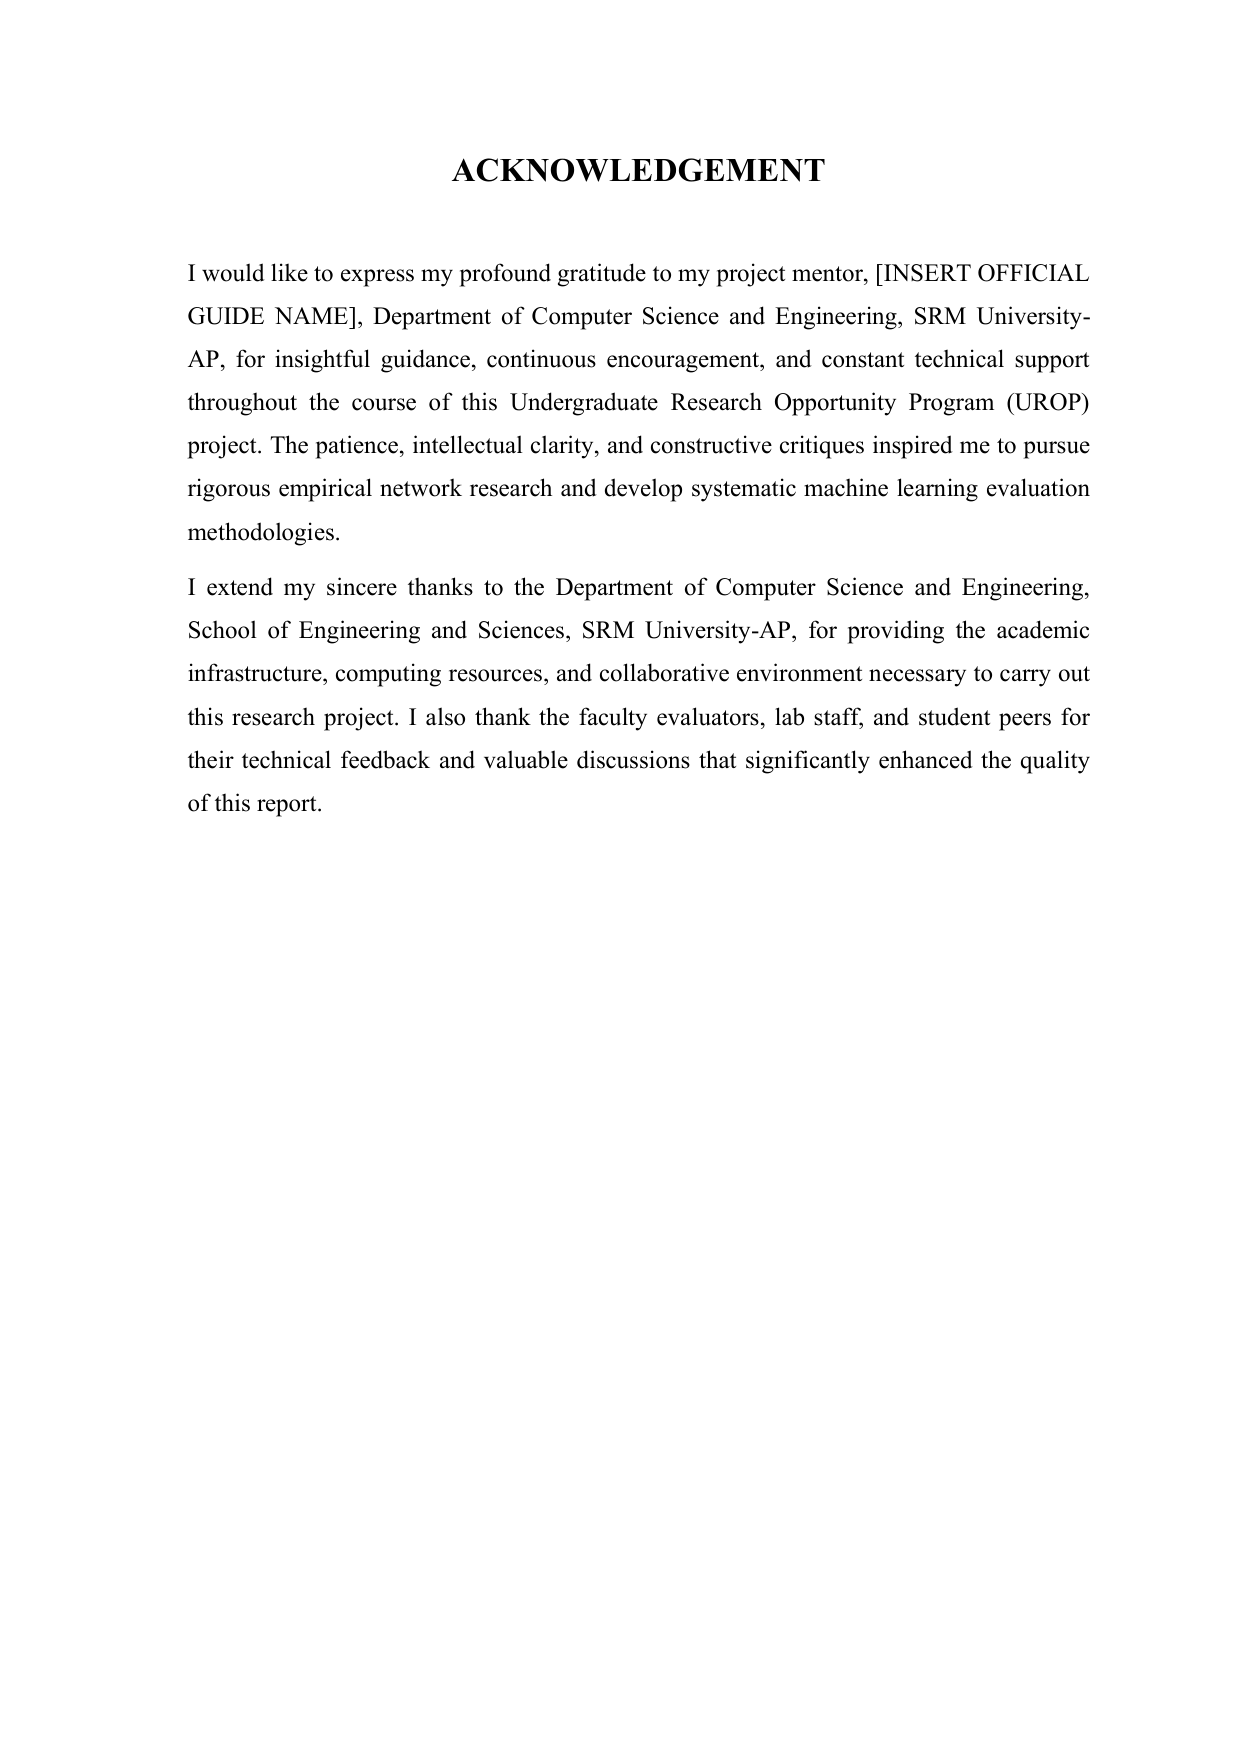 ACKNOWLEDGEMENT
I would like to express my profound gratitude to my project mentor, [INSERT OFFICIAL
GUIDE NAME], Department of Computer Science and Engineering, SRM University-
AP, for insightful guidance, continuous encouragement, and constant technical support
throughout the course of this Undergraduate Research Opportunity Program (UROP)
project. The patience, intellectual clarity, and constructive critiques inspired me to pursue
rigorous empirical network research and develop systematic machine learning evaluation
methodologies.
I extend my sincere thanks to the Department of Computer Science and Engineering,
School of Engineering and Sciences, SRM University-AP, for providing the academic
infrastructure, computing resources, and collaborative environment necessary to carry out
this research project. I also thank the faculty evaluators, lab staff, and student peers for
their technical feedback and valuable discussions that significantly enhanced the quality
of this report.